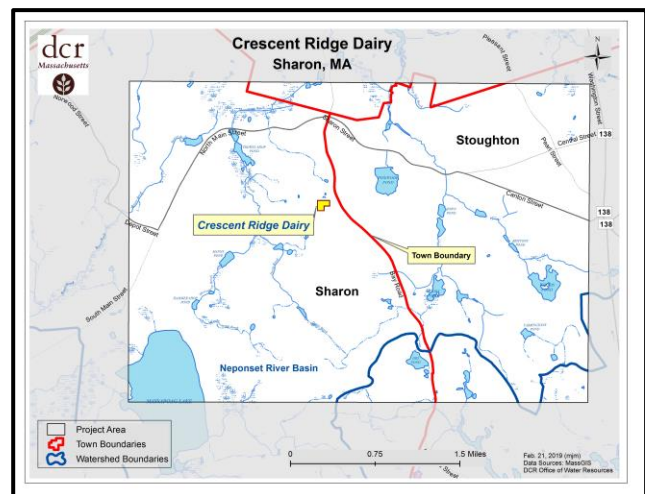 dcr
Massachusetts
Crescent Ridge Dairy
Sharon, MA
N
Pleasant Street
Washington Street
Norwood Street
North Main Street
Sharon Street
Stoughton
Pearl Street
Central Street
138
Canton Street
Crescent Ridge Dairy
138
138
Depot Street
Town Boundary
Bay Road
Sharon
South Main Street
Neponset River Basin
Project Area
Town Boundaries
Watershed Boundaries
0 0.75 1.5 Miles
Street
Feb. 21, 2019 (mjm)
Data Sources: MassGIS
DCR Office of Water Resources